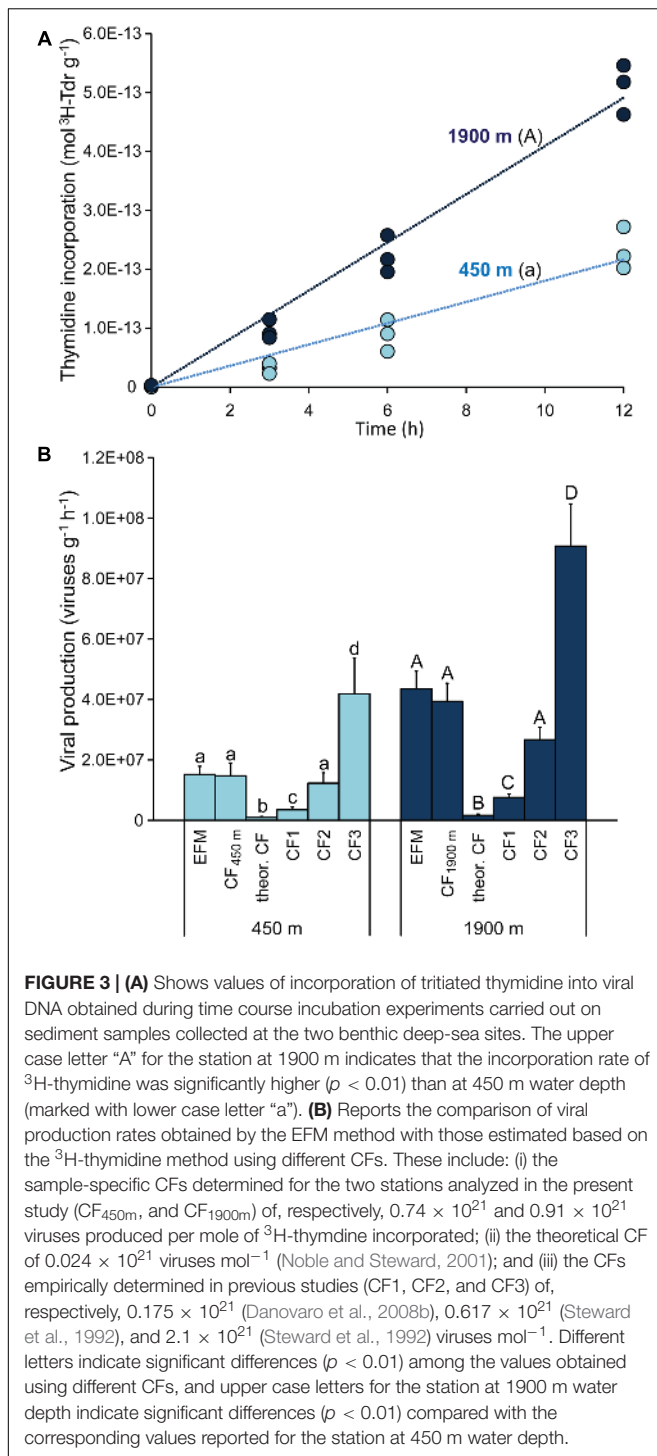 A
6.0E-13
5.0E-13
4.0E-13
3.0E-13
2.0E-13
1.0E-13
0
Thymidine incorporation (mol ³H-Tdr g⁻¹)
1900 m (A)
450 m (a)
0 2 4 6 8 10 12
Time (h)
B
1.2E+08
1.0E+08
8.0E+07
6.0E+07
4.0E+07
2.0E+07
0
Viral production (viruses g⁻¹ h⁻¹)
a a b c a d A A B C A D
EFM CF450 m theor. CF CF1 CF2 CF3 EFM CF1900 m theor. CF CF1 CF2 CF3
450 m 1900 m
FIGURE 3 | (A) Shows values of incorporation of tritiated thymidine into viral
DNA obtained during time course incubation experiments carried out on
sediment samples collected at the two benthic deep-sea sites. The upper
case letter “A” for the station at 1900 m indicates that the incorporation rate of
³H-thymidine was significantly higher (p < 0.01) than at 450 m water depth
(marked with lower case letter “a”). (B) Reports the comparison of viral
production rates obtained by the EFM method with those estimated based on
the ³H-thymidine method using different CFs. These include: (i) the
sample-specific CFs determined for the two stations analyzed in the present
study (CF450m, and CF1900m) of, respectively, 0.74 × 10²¹ and 0.91 × 10²¹
viruses produced per mole of ³H-thymdine incorporated; (ii) the theoretical CF
of 0.024 × 10²¹ viruses mol⁻¹ (Noble and Steward, 2001); and (iii) the CFs
empirically determined in previous studies (CF1, CF2, and CF3) of,
respectively, 0.175 × 10²¹ (Danovaro et al., 2008b), 0.617 × 10²¹ (Steward
et al., 1992), and 2.1 × 10²¹ (Steward et al., 1992) viruses mol⁻¹. Different
letters indicate significant differences (p < 0.01) among the values obtained
using different CFs, and upper case letters for the station at 1900 m water
depth indicate significant differences (p < 0.01) compared with the
corresponding values reported for the station at 450 m water depth.